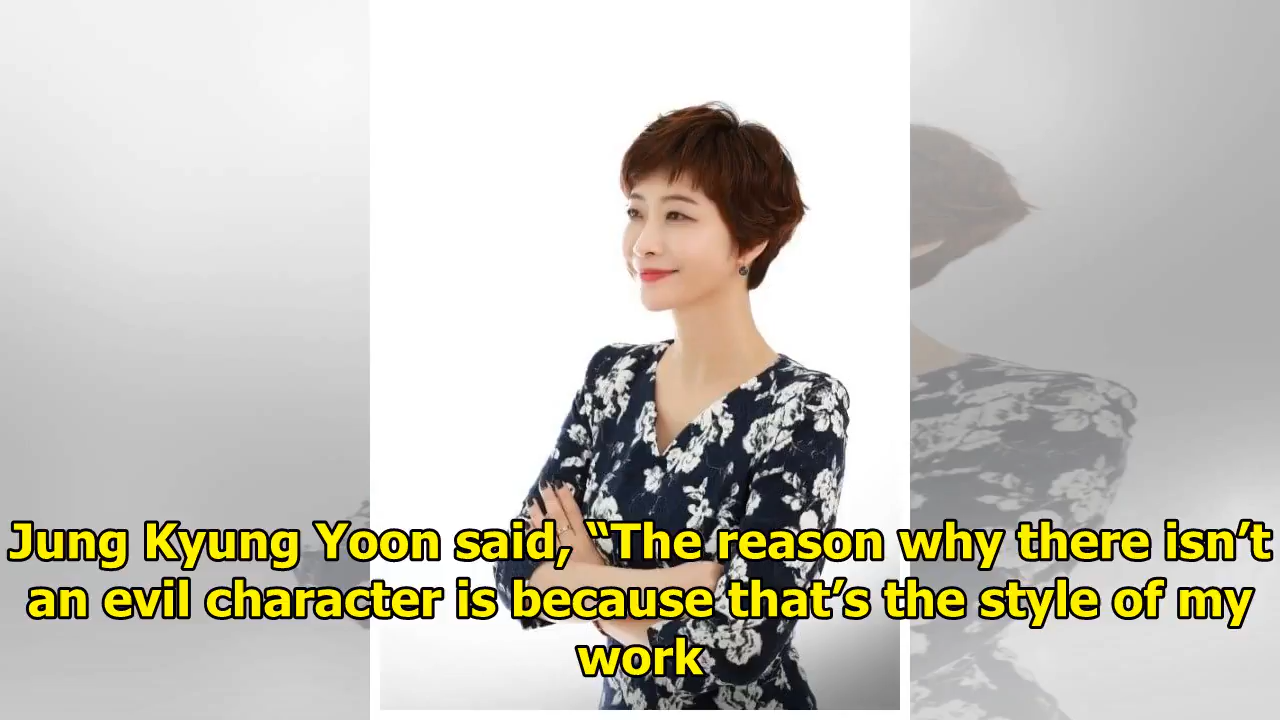 Jung Kyung Yoon said, “The reason why there isn’t
an evil character is because that’s the style of my
work